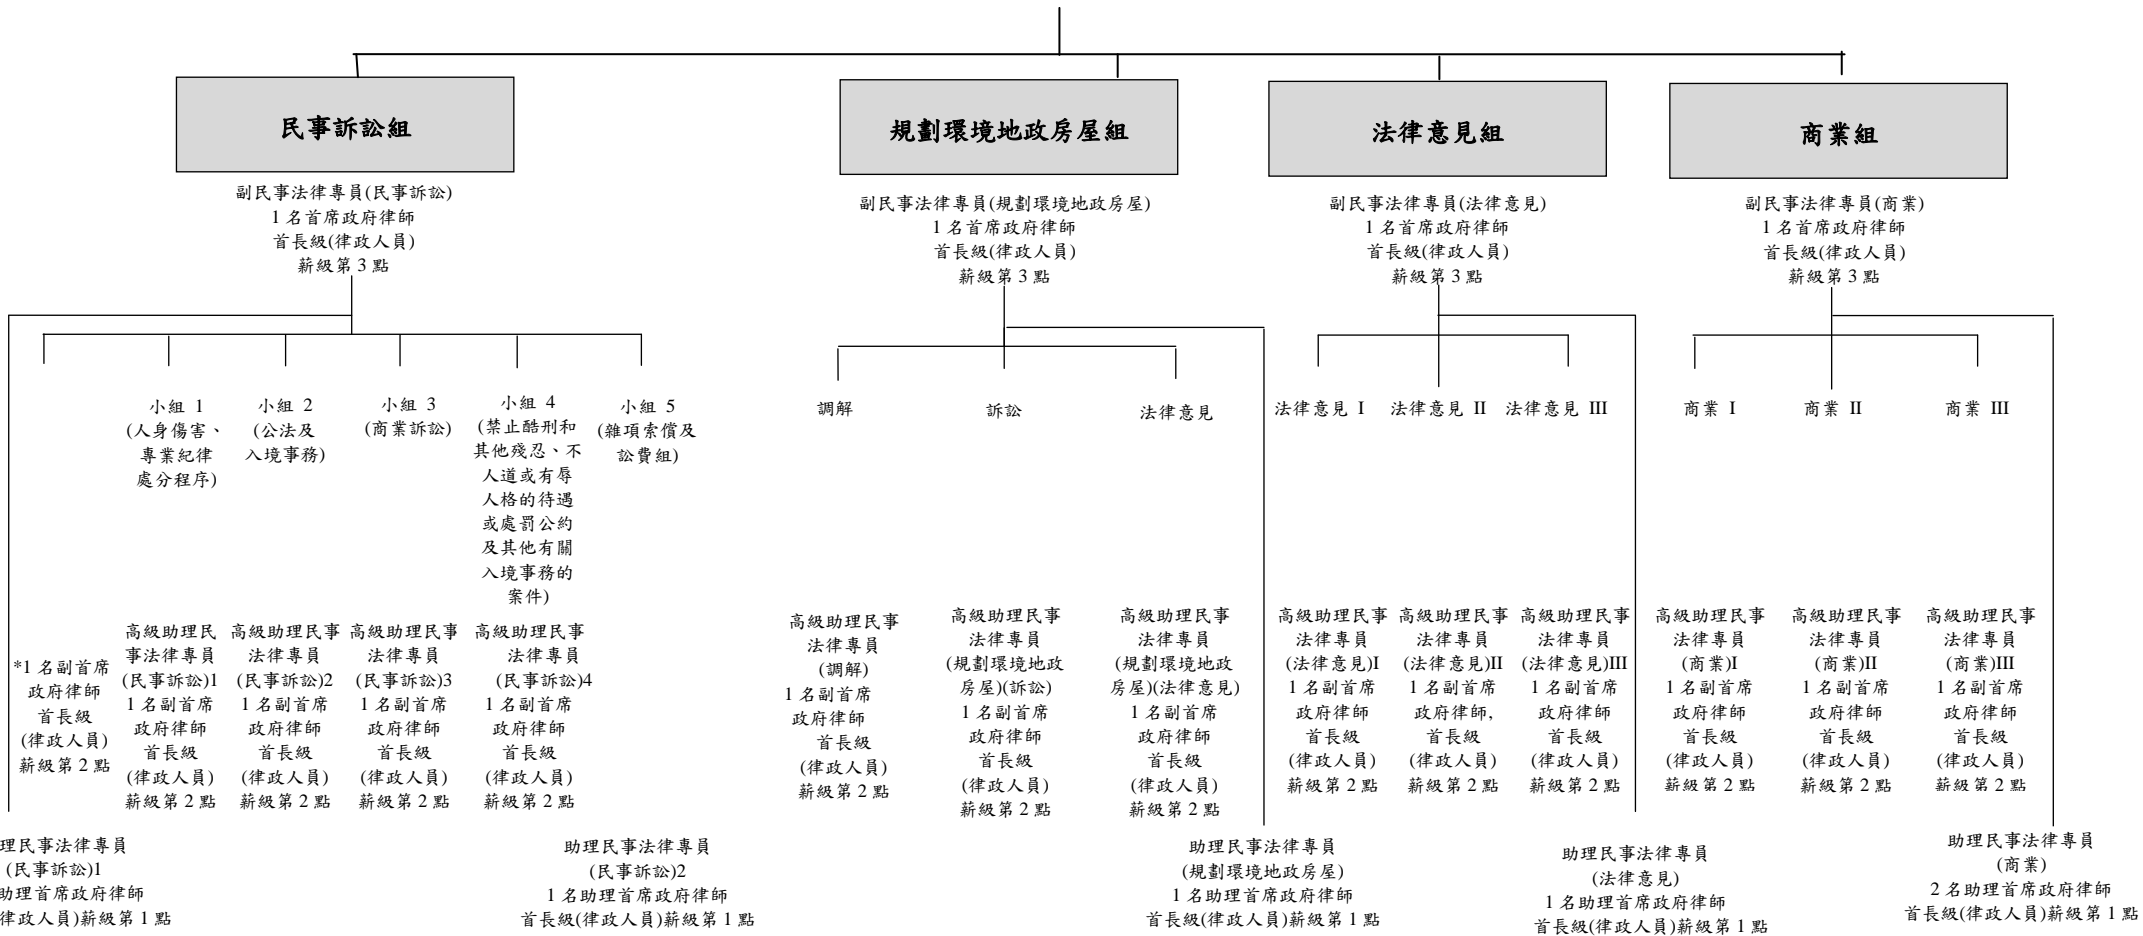 民事訴訟組
副民事法律專員(民事訴訟)
1 名首席政府律師
首長級(律政人員)
薪級第 3 點
規劃環境地政房屋組
副民事法律專員(規劃環境地政房屋)
1 名首席政府律師
首長級(律政人員)
薪級第 3 點
法律意見組
副民事法律專員(法律意見)
1 名首席政府律師
首長級(律政人員)
薪級第 3 點
商業組
副民事法律專員(商業)
1 名首席政府律師
首長級(律政人員)
薪級第 3 點
*1 名副首席
政府律師
首長級
(律政人員)
薪級第 2 點
小組 1
(人身傷害、
專業紀律
處分程序)
高級助理民
事法律專員
(民事訴訟)1
1 名副首席
政府律師
首長級
(律政人員)
薪級第 2 點
小組 2
(公法及
入境事務)
高級助理民事
法律專員
(民事訴訟)2
1 名副首席
政府律師
首長級
(律政人員)
薪級第 2 點
小組 3
(商業訴訟)
高級助理民事
法律專員
(民事訴訟)3
1 名副首席
政府律師
首長級
(律政人員)
薪級第 2 點
小組 4
(禁止酷刑和
其他殘忍、不
人道或有辱
人格的待遇
或處罰公約
及其他有關
入境事務的
案件)
高級助理民事
法律專員
(民事訴訟)4
1 名副首席
政府律師
首長級
(律政人員)
薪級第 2 點
小組 5
(雜項索償及
訟費組)
調解
高級助理民事
法律專員
(調解)
1 名副首席
政府律師
首長級
(律政人員)
薪級第 2 點
訴訟
高級助理民事
法律專員
(規劃環境地政
房屋)(訴訟)
1 名副首席
政府律師
首長級
(律政人員)
薪級第 2 點
法律意見
高級助理民事
法律專員
(規劃環境地政
房屋)(法律意見)
1 名副首席
政府律師
首長級
(律政人員)
薪級第 2 點
法律意見 I
高級助理民事
法律專員
(法律意見)I
1 名副首席
政府律師
首長級
(律政人員)
薪級第 2 點
法律意見 II
高級助理民事
法律專員
(法律意見)II
1 名副首席
政府律師,
首長級
(律政人員)
薪級第 2 點
法律意見 III
高級助理民事
法律專員
(法律意見)III
1 名副首席
政府律師
首長級
(律政人員)
薪級第 2 點
商業 I
高級助理民事
法律專員
(商業)I
1 名副首席
政府律師
首長級
(律政人員)
薪級第 2 點
商業 II
高級助理民事
法律專員
(商業)II
1 名副首席
政府律師
首長級
(律政人員)
薪級第 2 點
商業 III
高級助理民事
法律專員
(商業)III
1 名副首席
政府律師
首長級
(律政人員)
薪級第 2 點
理民事法律專員
(民事訴訟)1
助理首席政府律師
律政人員)薪級第 1 點
助理民事法律專員
(民事訴訟)2
1 名助理首席政府律師
首長級(律政人員)薪級第 1 點
助理民事法律專員
(規劃環境地政房屋)
1 名助理首席政府律師
首長級(律政人員)薪級第 1 點
助理民事法律專員
(法律意見)
1 名助理首席政府律師
首長級(律政人員)薪級第 1 點
助理民事法律專員
(商業)
2 名助理首席政府律師
首長級(律政人員)薪級第 1 點